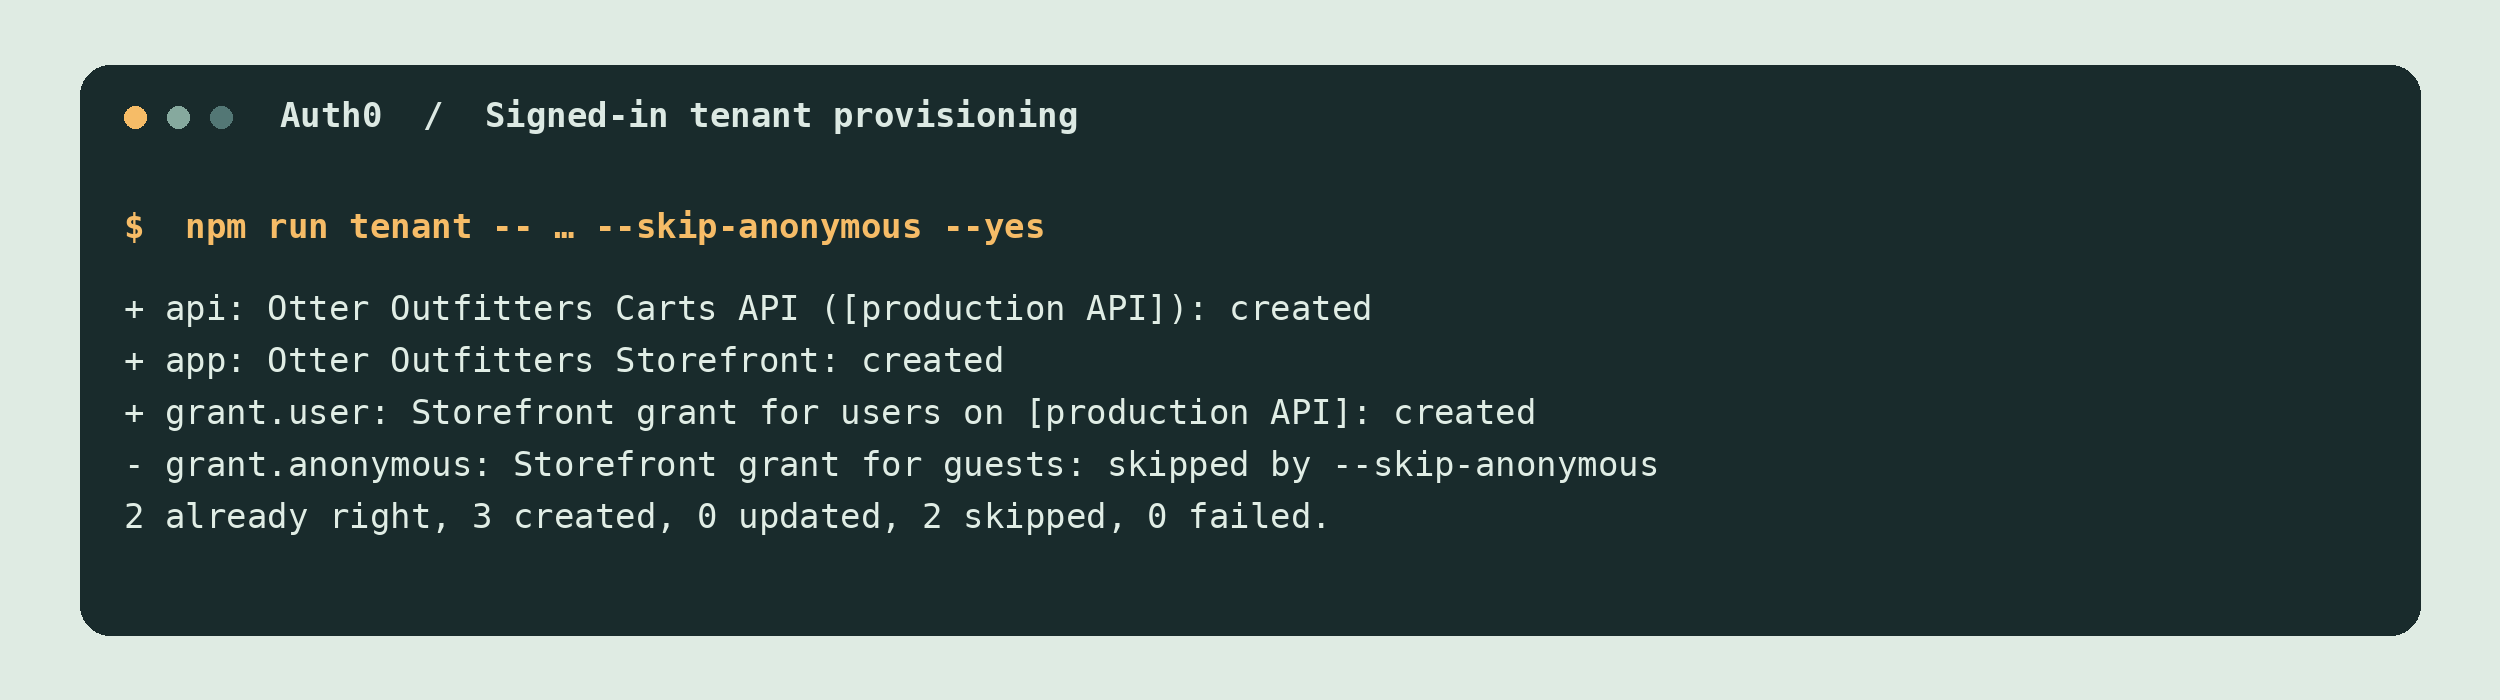 Auth0 / Signed-in tenant provisioning
$ npm run tenant -- … --skip-anonymous --yes
+ api: Otter Outfitters Carts API ([production API]): created
+ app: Otter Outfitters Storefront: created
+ grant.user: Storefront grant for users on [production API]: created
- grant.anonymous: Storefront grant for guests: skipped by --skip-anonymous
2 already right, 3 created, 0 updated, 2 skipped, 0 failed.